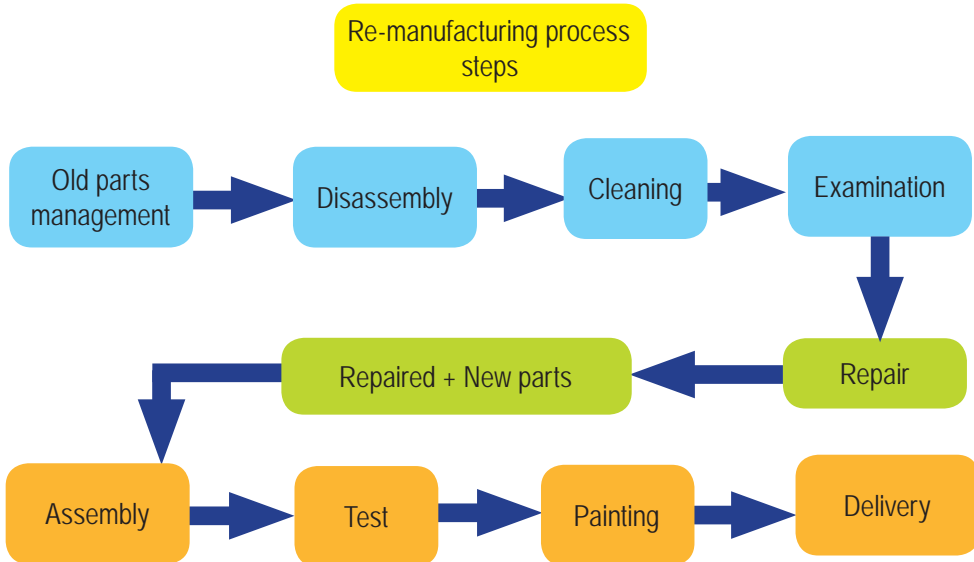 Re-manufacturing process
steps
Old parts
management
Disassembly
Cleaning
Examination
Repair
Repaired + New parts
Assembly
Test
Painting
Delivery